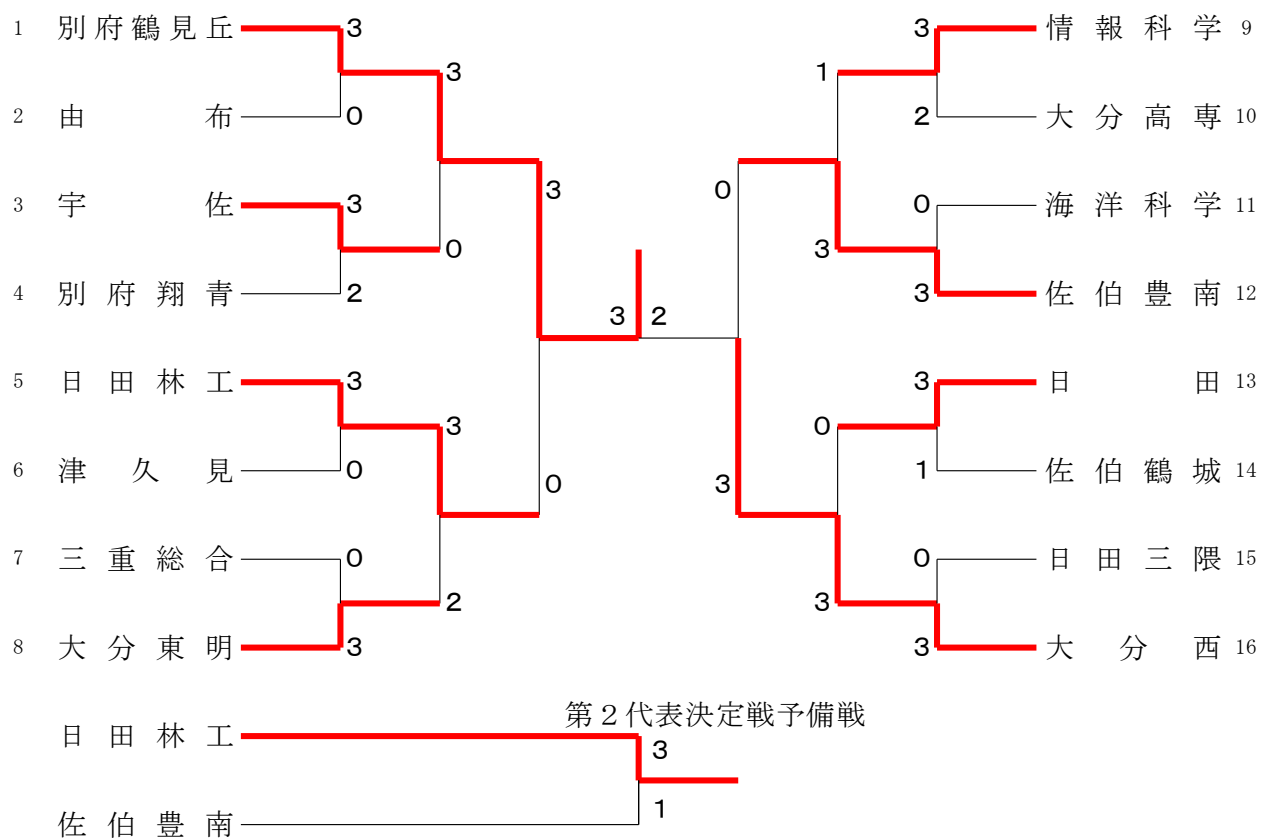 1 別府鶴見丘 3 3 情報科学 9
3 1
2 由布 0 2 大分高専 10
3 0
3 宇佐 3 0 海洋科学 11
0 3
4 別府翔青 2 3 佐伯豊南 12
3 2
5 日田林工 3 3 日田 13
3 0
6 津久見 0 1 佐伯鶴城 14
0 3
7 三重総合 0 0 日田三隈 15
2 3
8 大分東明 3 3 大分西 16
第2代表決定戦予備戦
日田林工 3
佐伯豊南 1